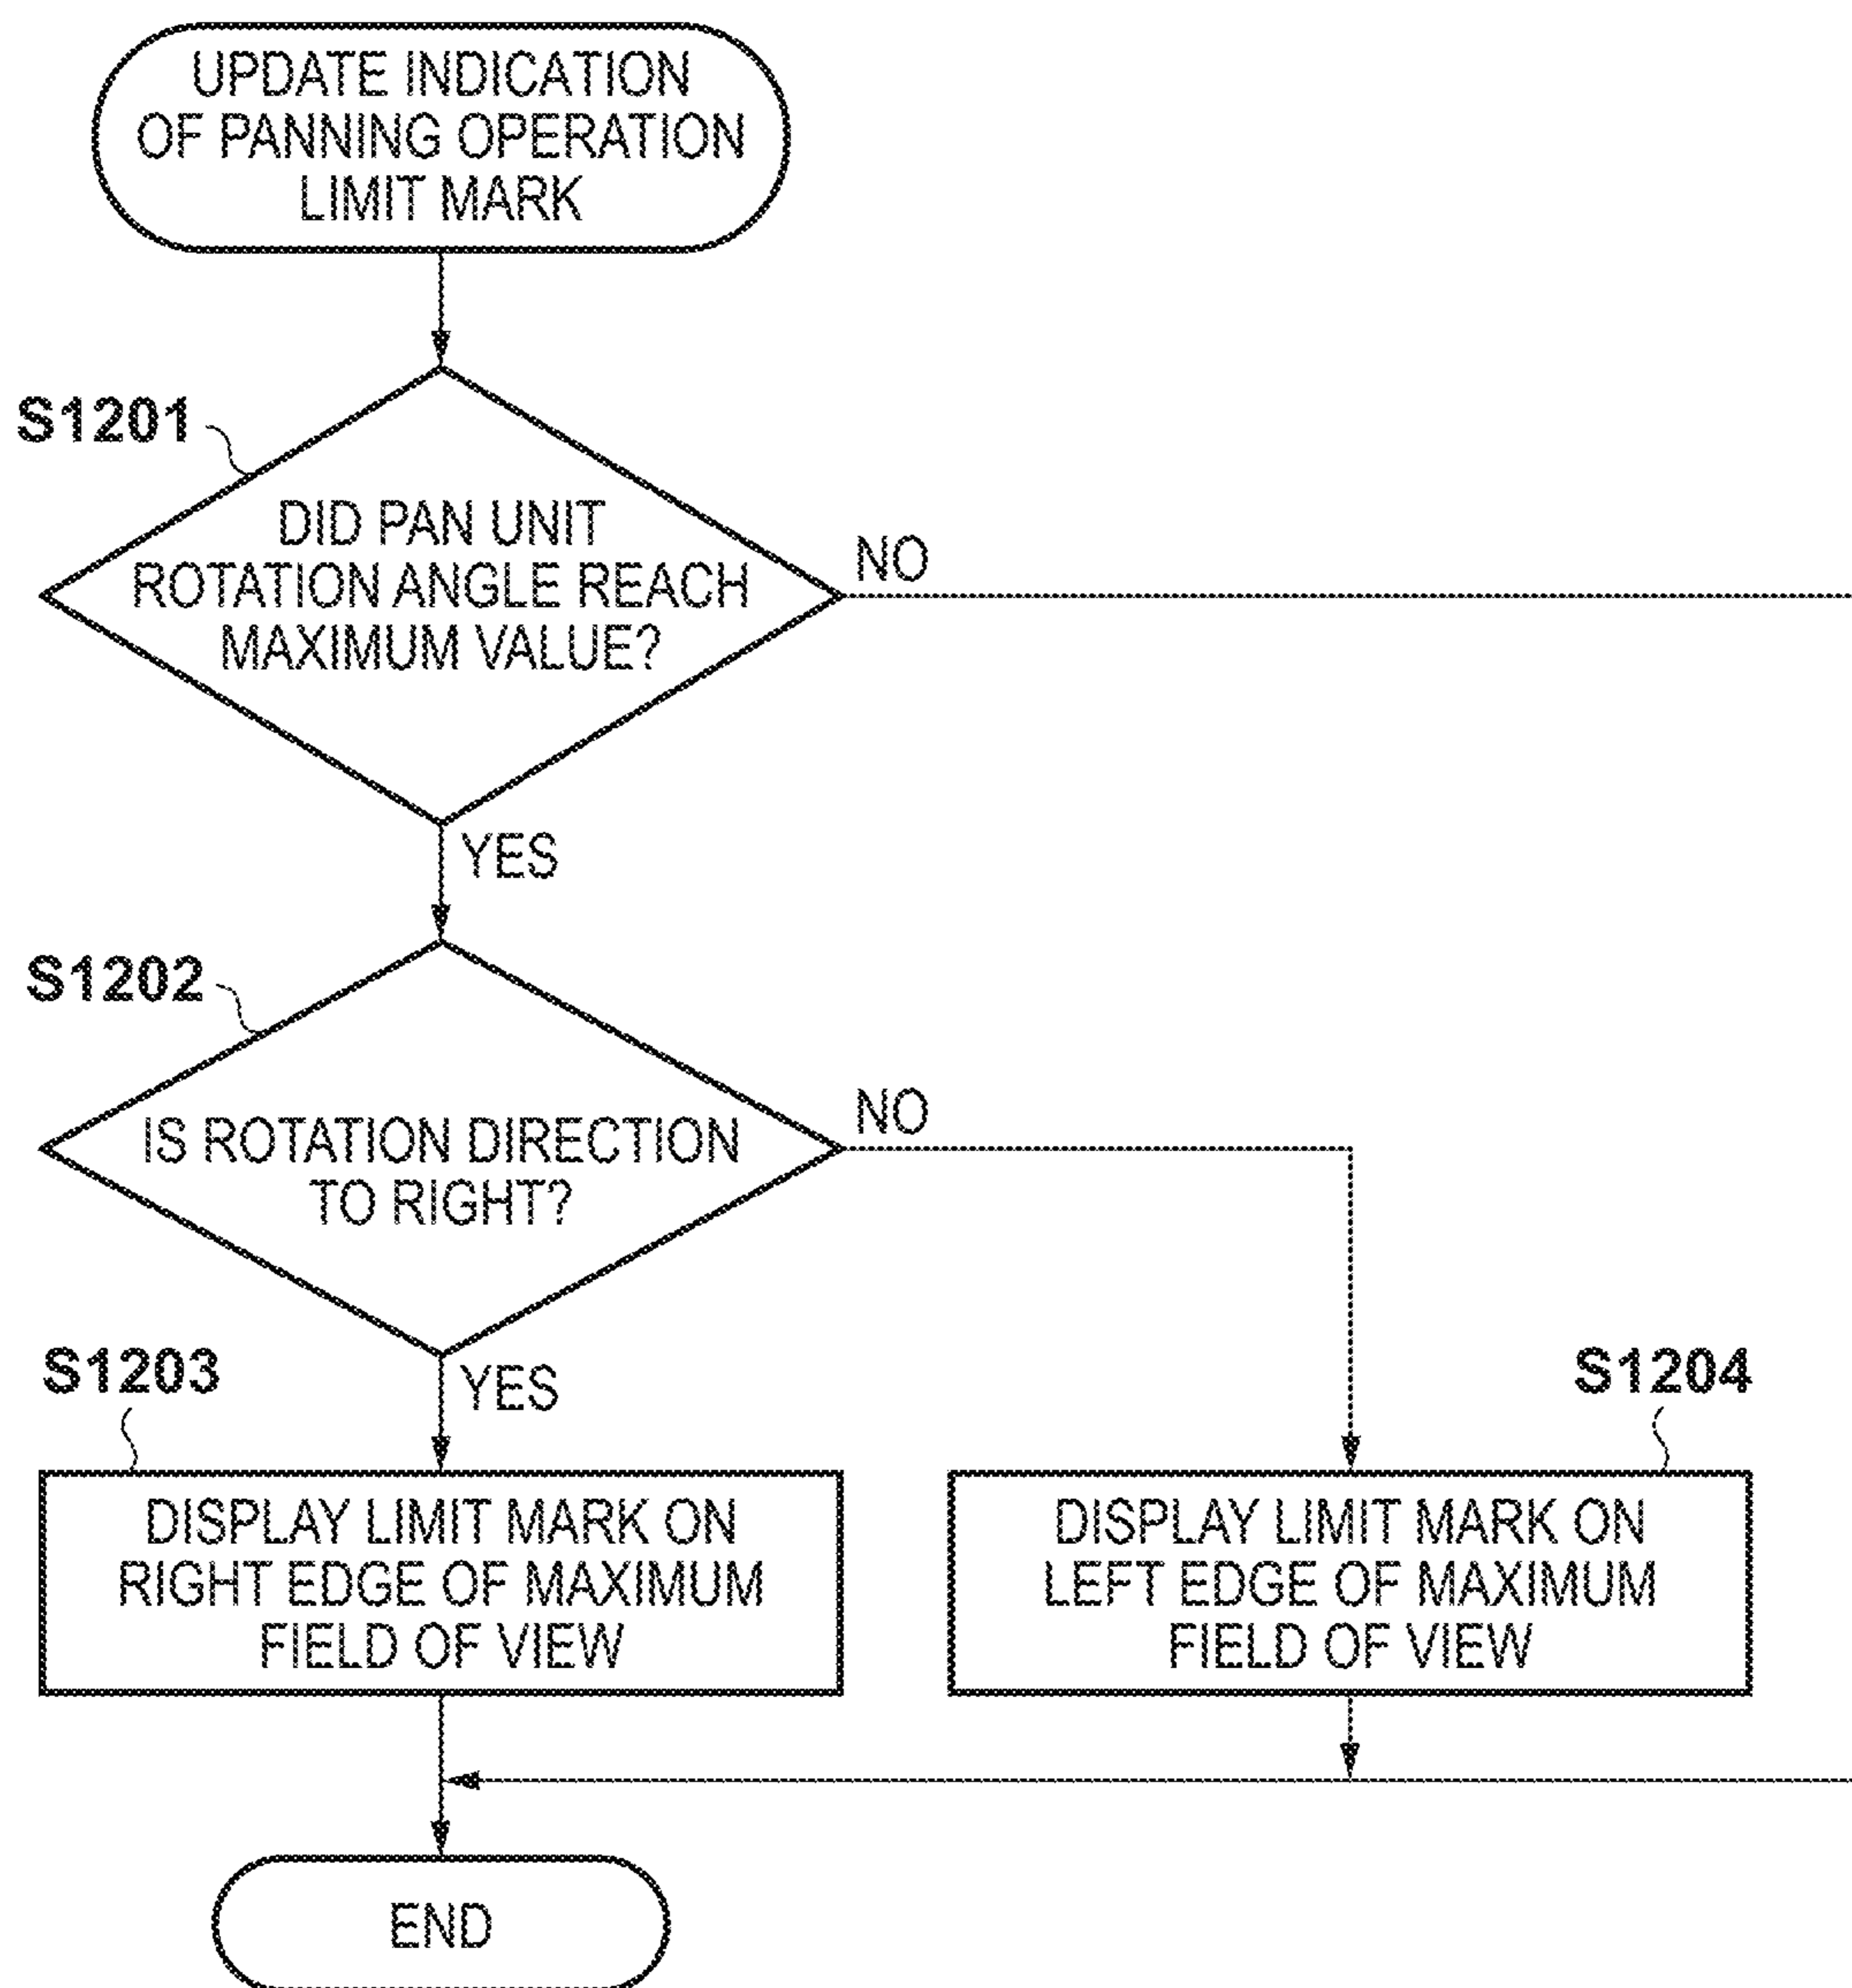 UPDATE INDICATION
OF PANNING OPERATION
LIMIT MARK
S1201
DID PAN UNIT
ROTATION ANGLE REACH
MAXIMUM VALUE?
NO
YES
S1202
IS ROTATION DIRECTION
TO RIGHT?
NO
YES
S1203
DISPLAY LIMIT MARK ON
RIGHT EDGE OF MAXIMUM
FIELD OF VIEW
S1204
DISPLAY LIMIT MARK ON
LEFT EDGE OF MAXIMUM
FIELD OF VIEW
END